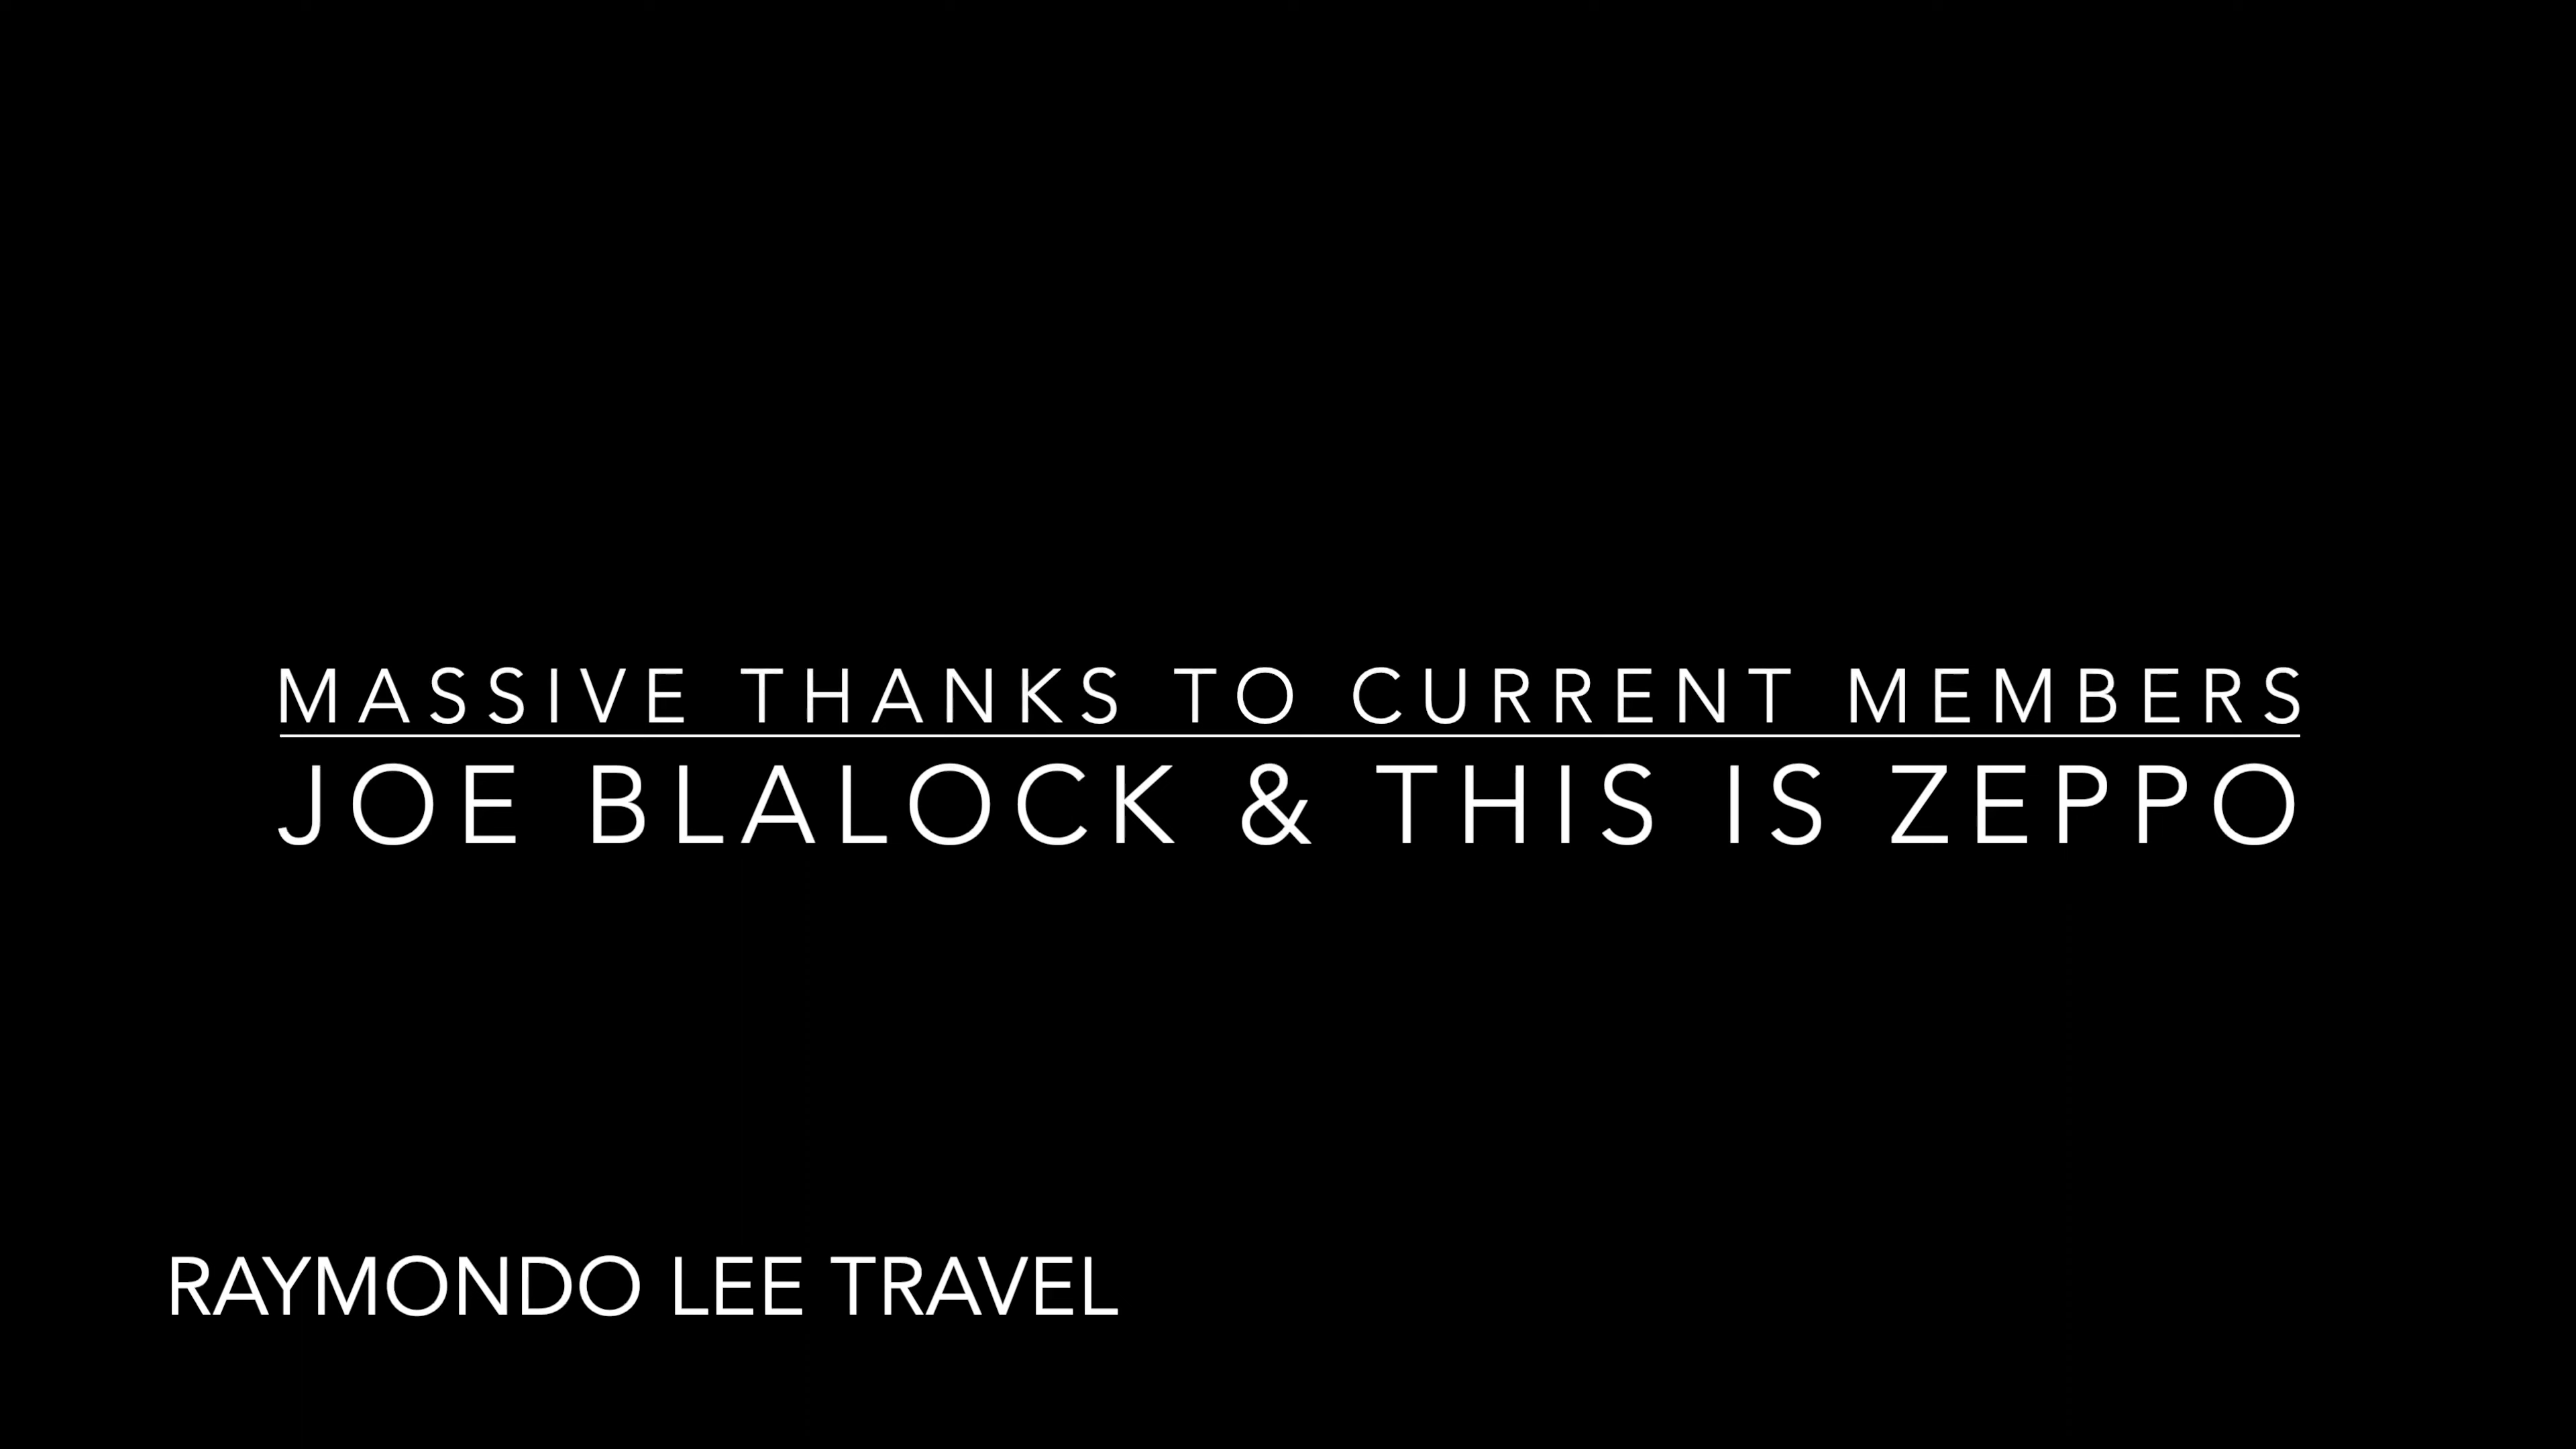 MASSIVE THANKS TO CURRENT MEMBERS
JOE BLALOCK & THIS IS ZEPPO
RAYMONDO LEE TRAVEL